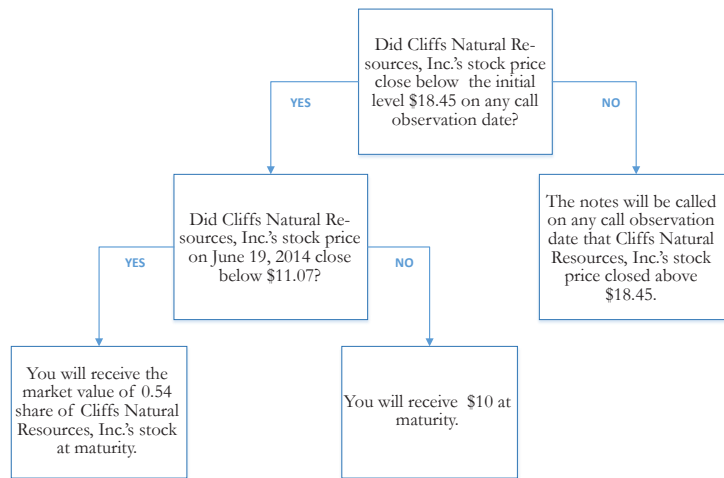 Did Cliffs Natural Re-
sources, Inc.'s stock price
close below the initial
level $18.45 on any call
observation date?
YES
NO
Did Cliffs Natural Re-
sources, Inc.'s stock price
on June 19, 2014 close
below $11.07?
The notes will be called
on any call observation
date that Cliffs Natural
Resources, Inc.'s stock
price closed above
$18.45.
YES
NO
You will receive the
market value of 0.54
share of Cliffs Natural
Resources, Inc.'s stock
at maturity.
You will receive $10 at
maturity.